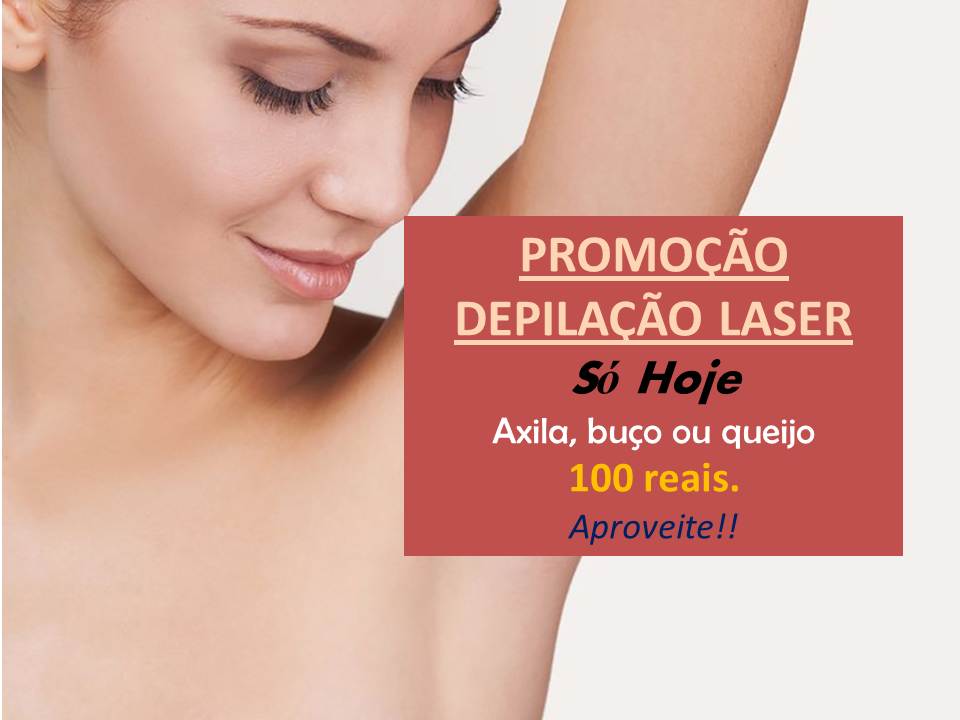 PROMOÇÃO
DEPILAÇÃO LASER
Só Hoje
Axila, buço ou queijo
100 reais.
Aproveite!!